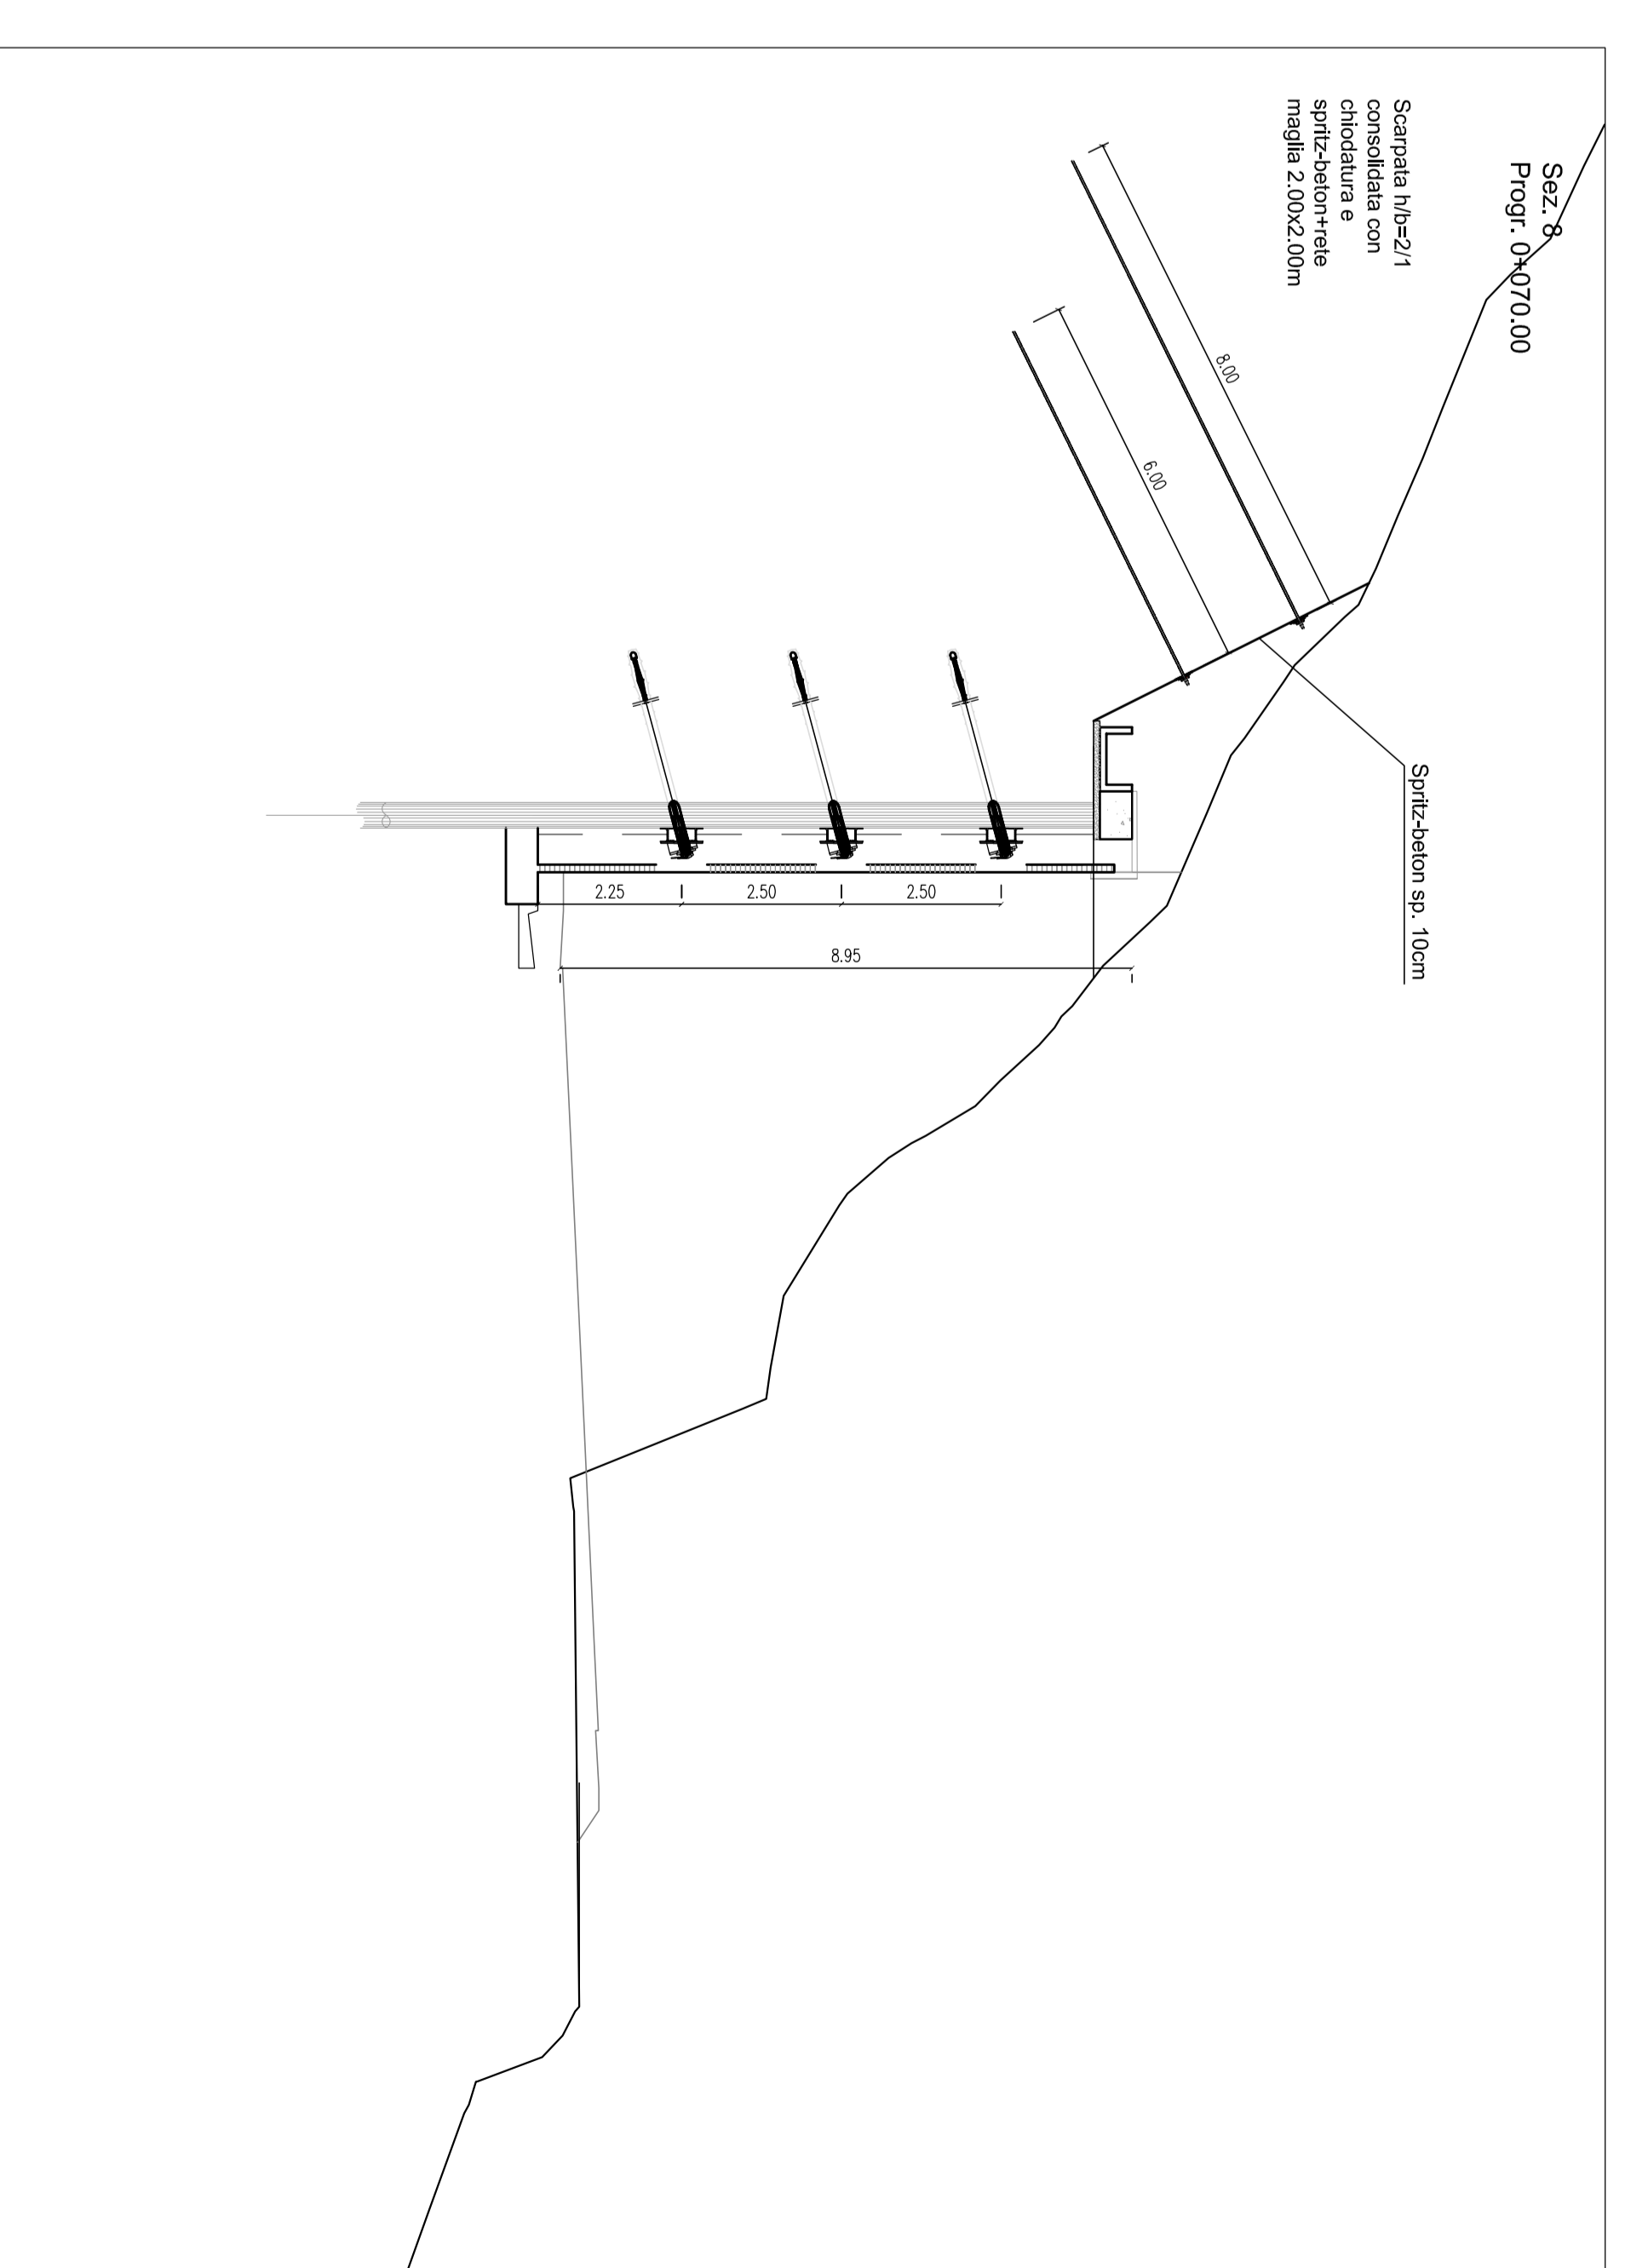 Sez. 8
Progr. 0+070.00
Scarpata h/b=2/1
consolidata con
chiodatura e
spritz-beton+rete
maglia 2.00x2.00m
8.00
6.00
Spritz-beton sp. 10cm
2.25
2.50
2.50
8.95